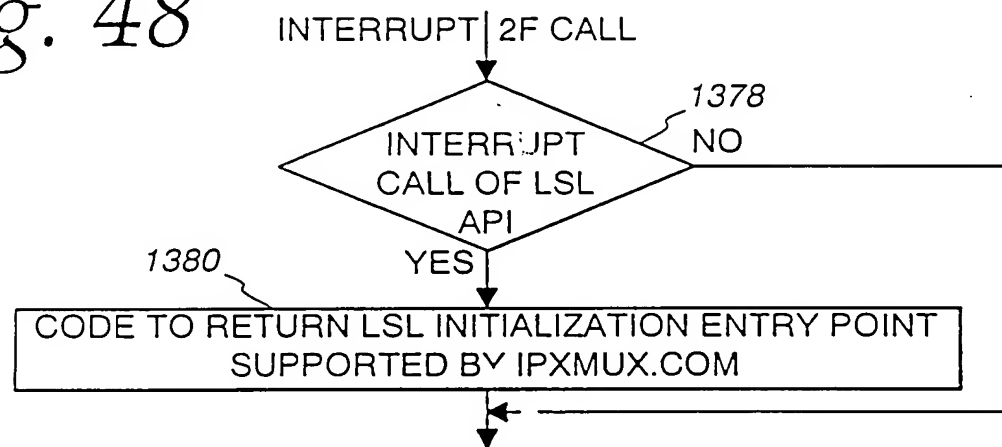 g. 48
INTERRUPT 2F CALL
1378
INTERRUPT
CALL OF LSL
API
NO
YES
1380
CODE TO RETURN LSL INITIALIZATION ENTRY POINT
SUPPORTED BY IPXMUX.COM